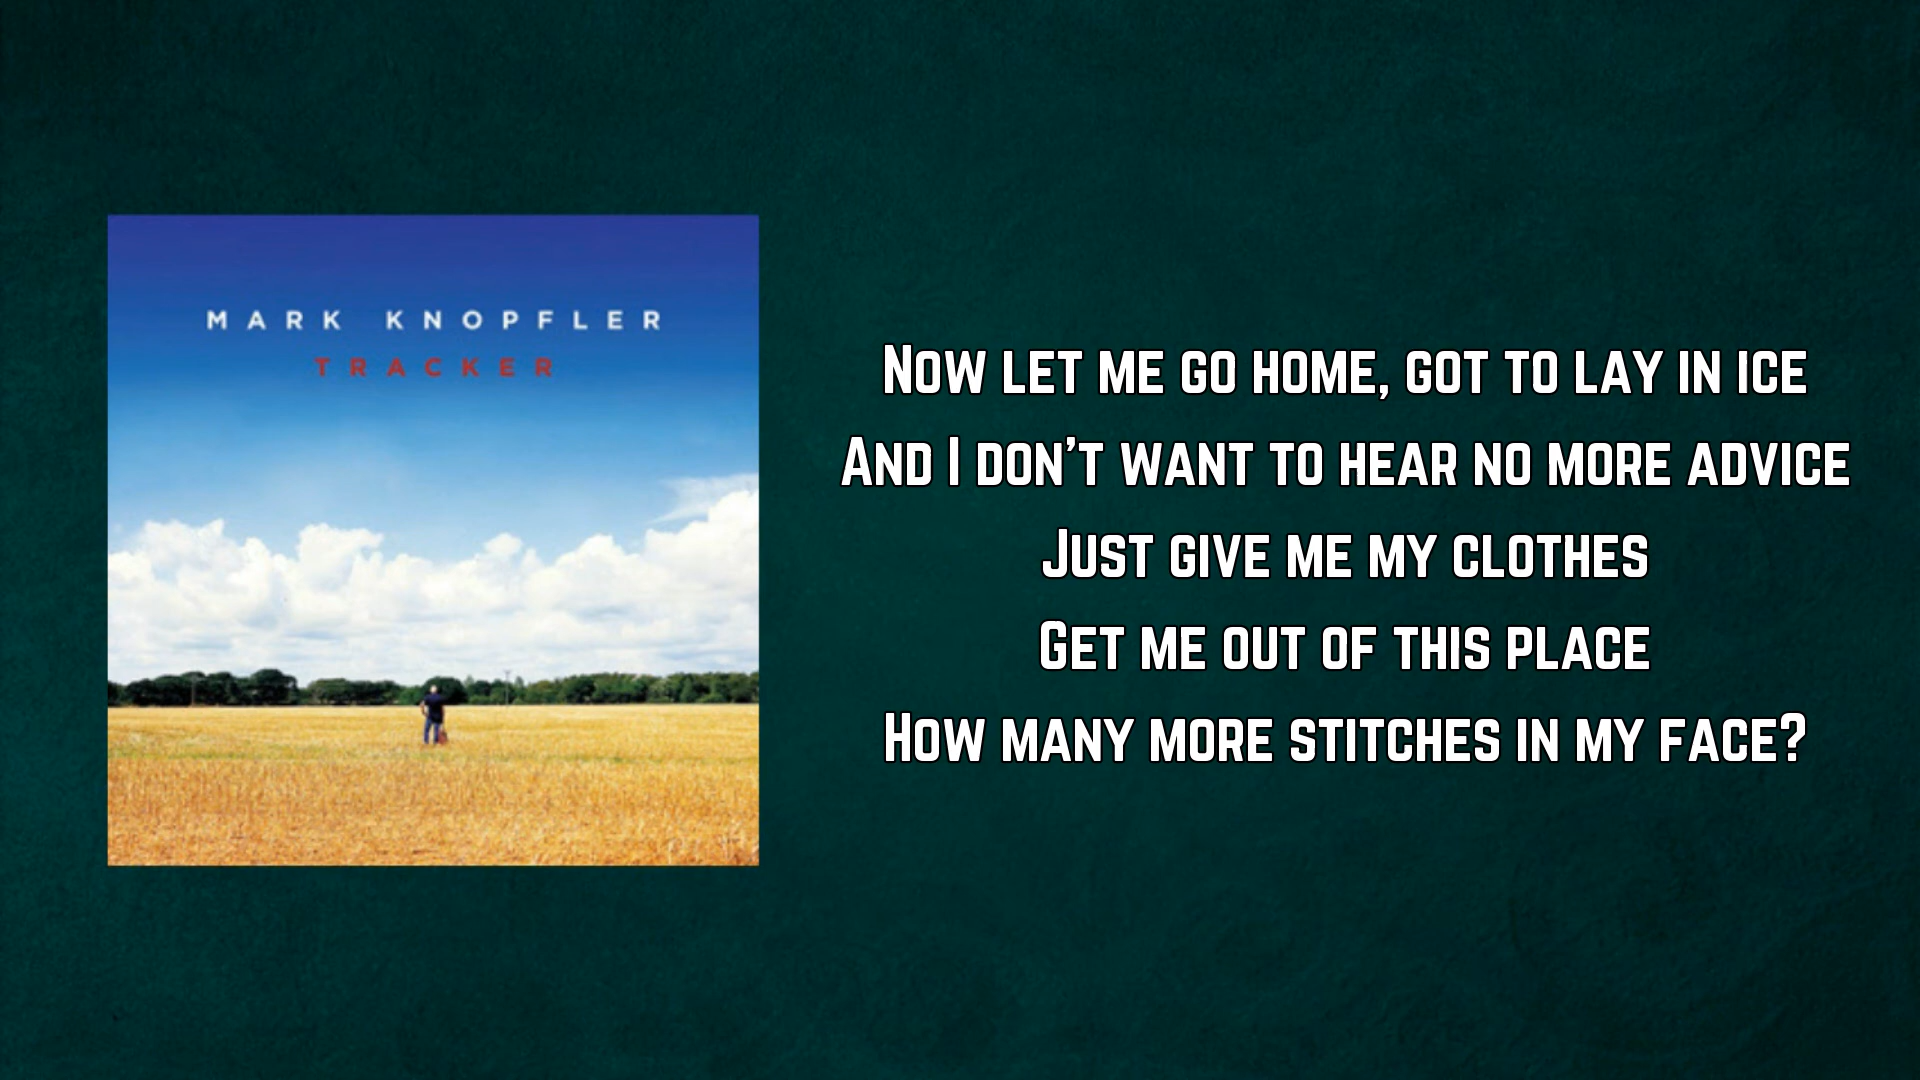 MARK KNOPFLER
TRACKER
Now let me go home, got to lay in ice
And I don't want to hear no more advice
Just give me my clothes
Get me out of this place
How many more stitches in my face?